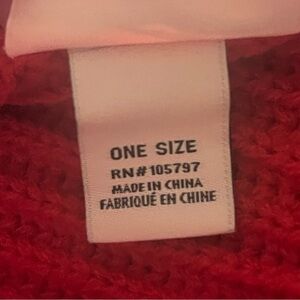 ONE SIZE
RN# 105797
MADE IN CHINA
FABRIQUÉ EN CHINE